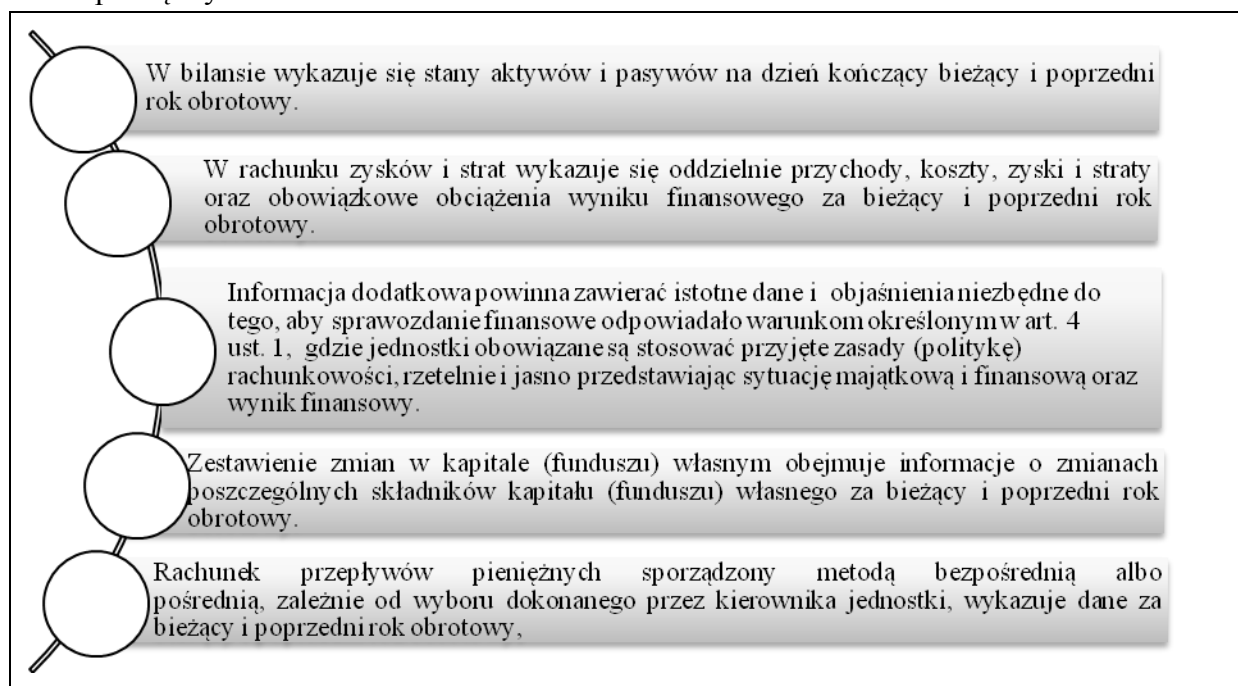 W bilansie wykazuje się stany aktywów i pasywów na dzień kończący bieżący i poprzedni
rok obrotowy.
W rachunku zysków i strat wykazuje się oddzielnie przychody, koszty, zyski i straty
oraz obowiązkowe obciążenia wyniku finansowego za bieżący i poprzedni rok
obrotowy.
Informacja dodatkowa powinna zawierać istotne dane i objaśnienia niezbędne do
tego, aby sprawozdanie finansowe odpowiadało warunkom określonym w art. 4
ust. 1, gdzie jednostki obowiązane są stosować przyjęte zasady (politykę)
rachunkowości, rzetelnie i jasno przedstawiając sytuację majątkową i finansową oraz
wynik finansowy.
Zestawienie zmian w kapitale (funduszu) własnym obejmuje informacje o zmianach
poszczególnych składników kapitału (funduszu) własnego za bieżący i poprzedni rok
obrotowy.
Rachunek przepływów pieniężnych sporządzony metodą bezpośrednią albo
pośrednią, zależnie od wyboru dokonanego przez kierownika jednostki, wykazuje dane za
bieżący i poprzedni rok obrotowy,